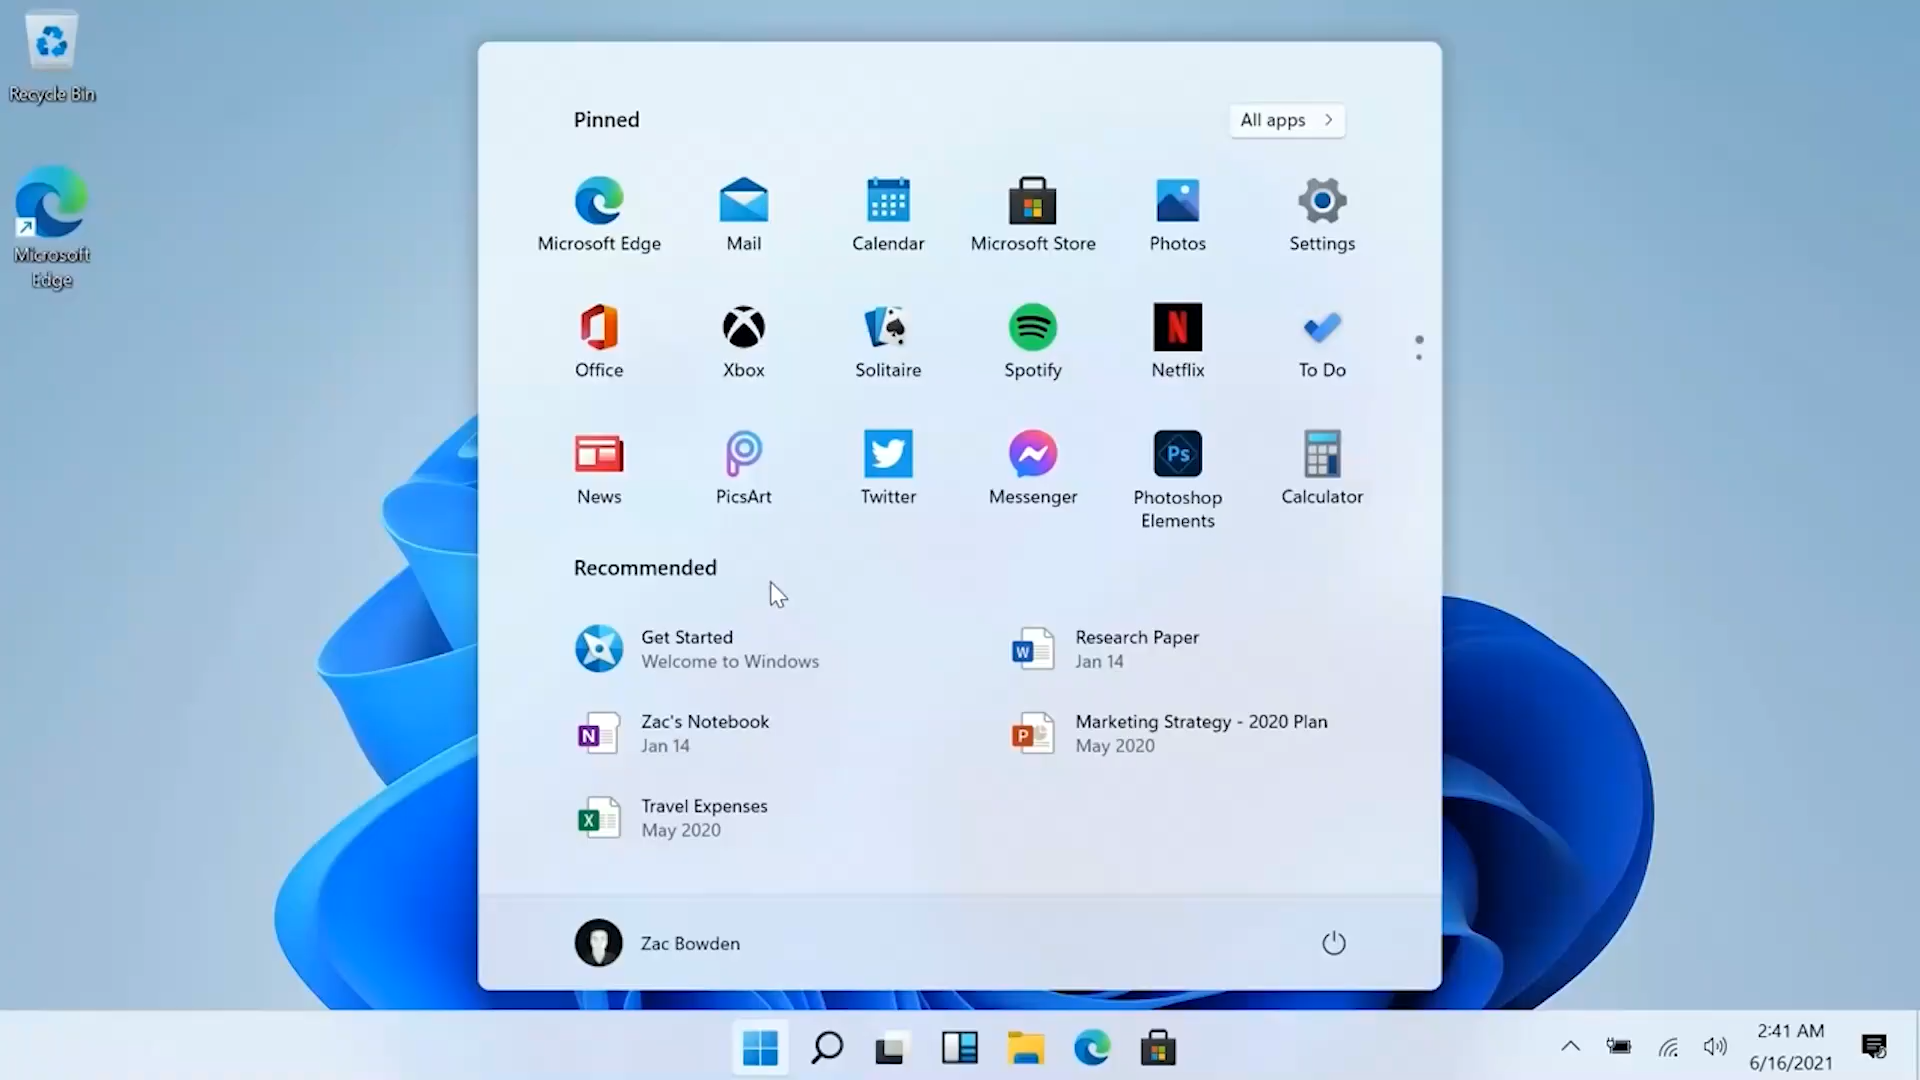 Recycle Bin
Microsoft
Edge
Pinned
All apps
Microsoft Edge
Mail
Calendar
Microsoft Store
Photos
Settings
Office
Xbox
Solitaire
Spotify
N
Netflix
To Do
News
PicsArt
Twitter
Messenger
Ps
Photoshop
Elements
Calculator
Recommended
Get Started
Welcome to Windows
W
Research Paper
Jan 14
N
Zac's Notebook
Jan 14
P
Marketing Strategy - 2020 Plan
May 2020
X
Travel Expenses
May 2020
Zac Bowden
2:41 AM
6/16/2021